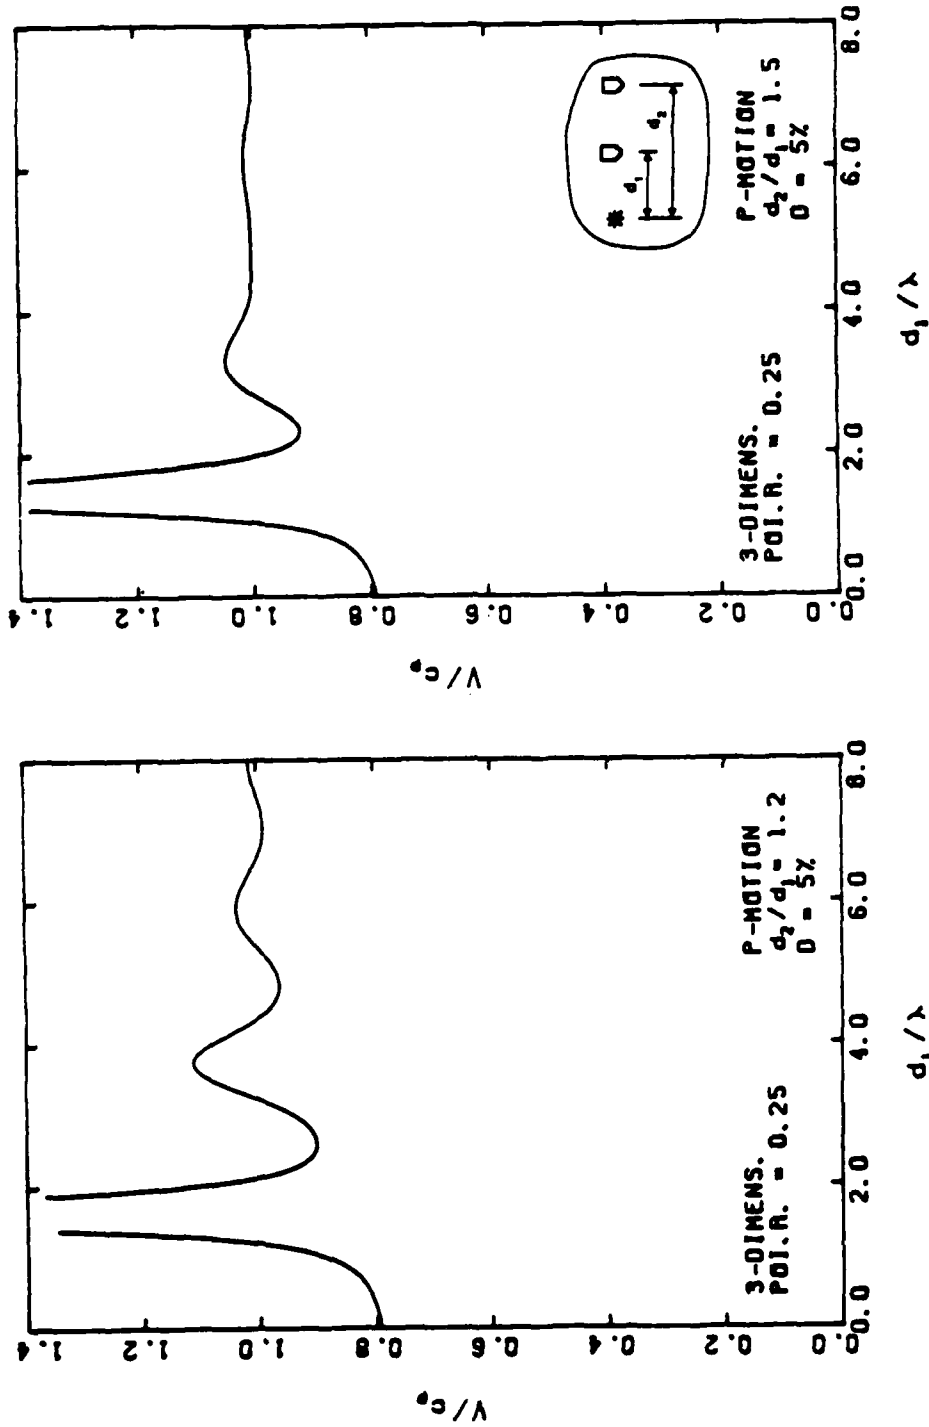 V/cₚ
1.4
1.2
1.0
0.8
0.6
0.4
0.2
0.0
3-DIMENS.
POI.R. = 0.25
P-MOTION
d₂/d₁ = 1.2
D = 5%
0.0 2.0 4.0 6.0 8.0
d₁/λ
V/cₚ
1.4
1.2
1.0
0.8
0.6
0.4
0.2
0.0
d₁
d₂
3-DIMENS.
POI.R. = 0.25
P-MOTION
d₂/d₁ = 1.5
D = 5%
0.0 2.0 4.0 6.0 8.0
d₁/λ